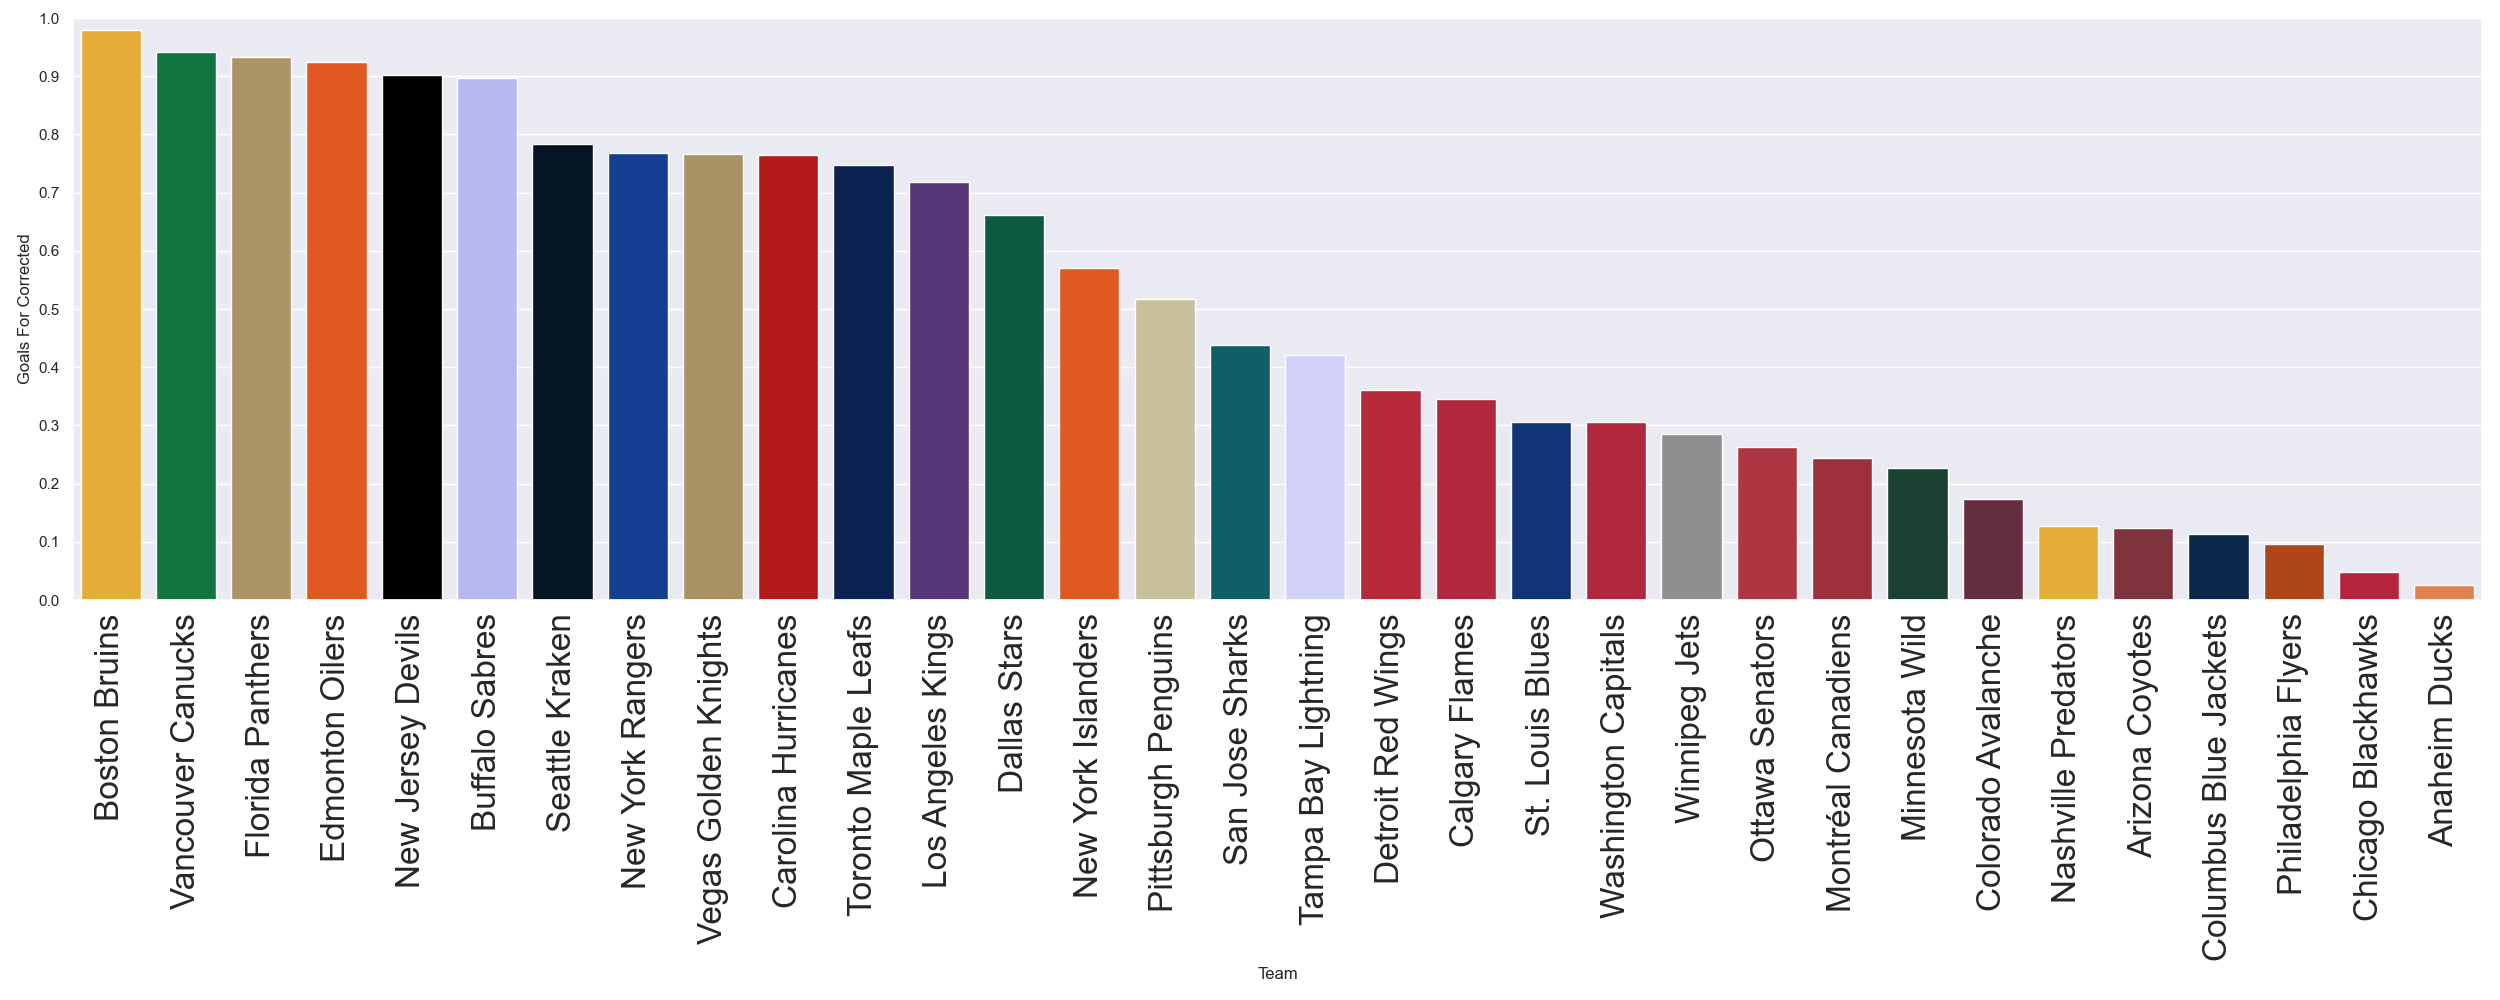 1.0
0.9
0.8
0.7
0.6
0.5
0.4
0.3
0.2
0.1
0.0
Goals For Corrected
Boston Bruins
Vancouver Canucks
Florida Panthers
Edmonton Oilers
New Jersey Devils
Buffalo Sabres
Seattle Kraken
New York Rangers
Vegas Golden Knights
Carolina Hurricanes
Toronto Maple Leafs
Los Angeles Kings
Dallas Stars
New York Islanders
Pittsburgh Penguins
San Jose Sharks
Tampa Bay Lightning
Detroit Red Wings
Calgary Flames
St. Louis Blues
Washington Capitals
Winnipeg Jets
Ottawa Senators
Montréal Canadiens
Minnesota Wild
Colorado Avalanche
Nashville Predators
Arizona Coyotes
Columbus Blue Jackets
Philadelphia Flyers
Chicago Blackhawks
Anaheim Ducks
Team